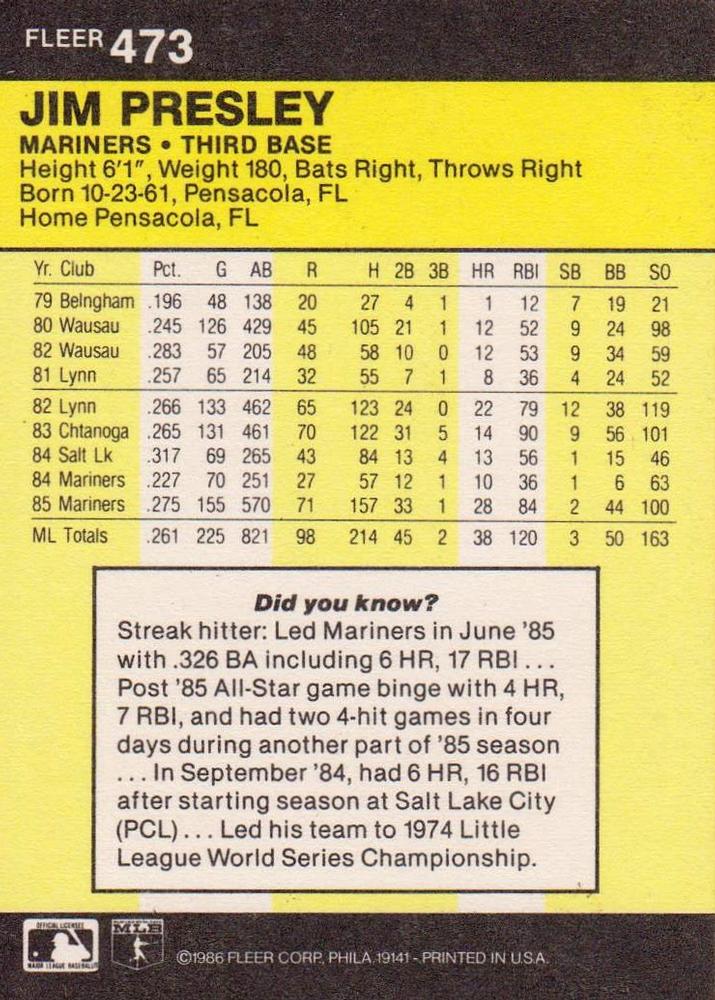 FLEER 473
JIM PRESLEY
MARINERS • THIRD BASE
Height 6'1", Weight 180, Bats Right, Throws Right
Born 10-23-61, Pensacola, FL
Home Pensacola, FL
Yr. Club Pct. G AB R H 2B 3B HR RBI SB BB SO
79 Belngham .196 48 138 20 27 4 1 1 12 7 19 21
80 Wausau .245 126 429 45 105 21 1 12 52 9 24 98
82 Wausau .283 57 205 48 58 10 0 12 53 9 34 59
81 Lynn .257 65 214 32 55 7 1 8 36 4 24 52
82 Lynn .266 133 462 65 123 24 0 22 79 12 38 119
83 Chtanoga .265 131 461 70 122 31 5 14 90 9 56 101
84 Salt Lk .317 69 265 43 84 13 4 13 56 1 15 46
84 Mariners .227 70 251 27 57 12 1 10 36 1 6 63
85 Mariners .275 155 570 71 157 33 1 28 84 2 44 100
ML Totals .261 225 821 98 214 45 2 38 120 3 50 163
Did you know?
Streak hitter: Led Mariners in June '85
with .326 BA including 6 HR, 17 RBI ...
Post '85 All-Star game binge with 4 HR,
7 RBI, and had two 4-hit games in four
days during another part of '85 season
... In September '84, had 6 HR, 16 RBI
after starting season at Salt Lake City
(PCL) ... Led his team to 1974 Little
League World Series Championship.
OFFICIAL LICENSEE
MAJOR LEAGUE BASEBALL
MLB
©1986 FLEER CORP. PHILA. 19141 - PRINTED IN U.S.A.